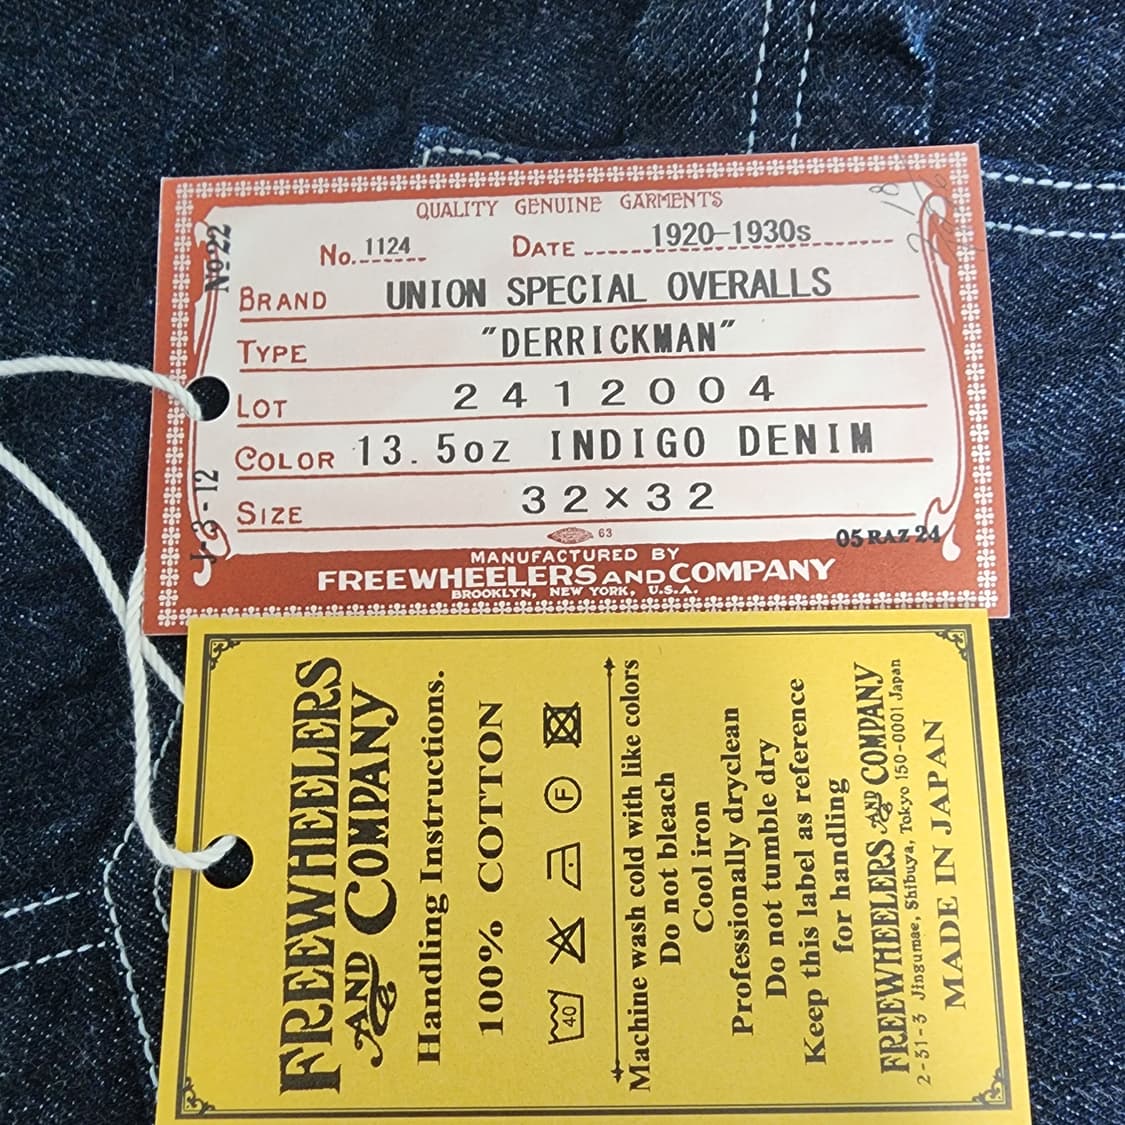 QUALITY GENUINE GARMENTS
No. 1124 DATE 1920-1930s
No 22
BRAND UNION SPECIAL OVERALLS
TYPE "DERRICKMAN"
LOT 2412004
COLOR 13.5oz INDIGO DENIM
SIZE 32×32
J-3-12
63
05 RAZ 24
MANUFACTURED BY
FREEWHEELERS AND COMPANY
BROOKLYN, NEW YORK, U.S.A.
FREEWHEELERS
AND COMPANY
Handling Instructions.
100% COTTON
40
F
Machine wash cold with like colors
Do not bleach
Cool iron
Professionally dryclean
Do not tumble dry
Keep this label as reference
for handling
FREEWHEELERS AND COMPANY
2-31-3 Jingumae, Shibuya, Tokyo 150-0001 Japan
MADE IN JAPAN